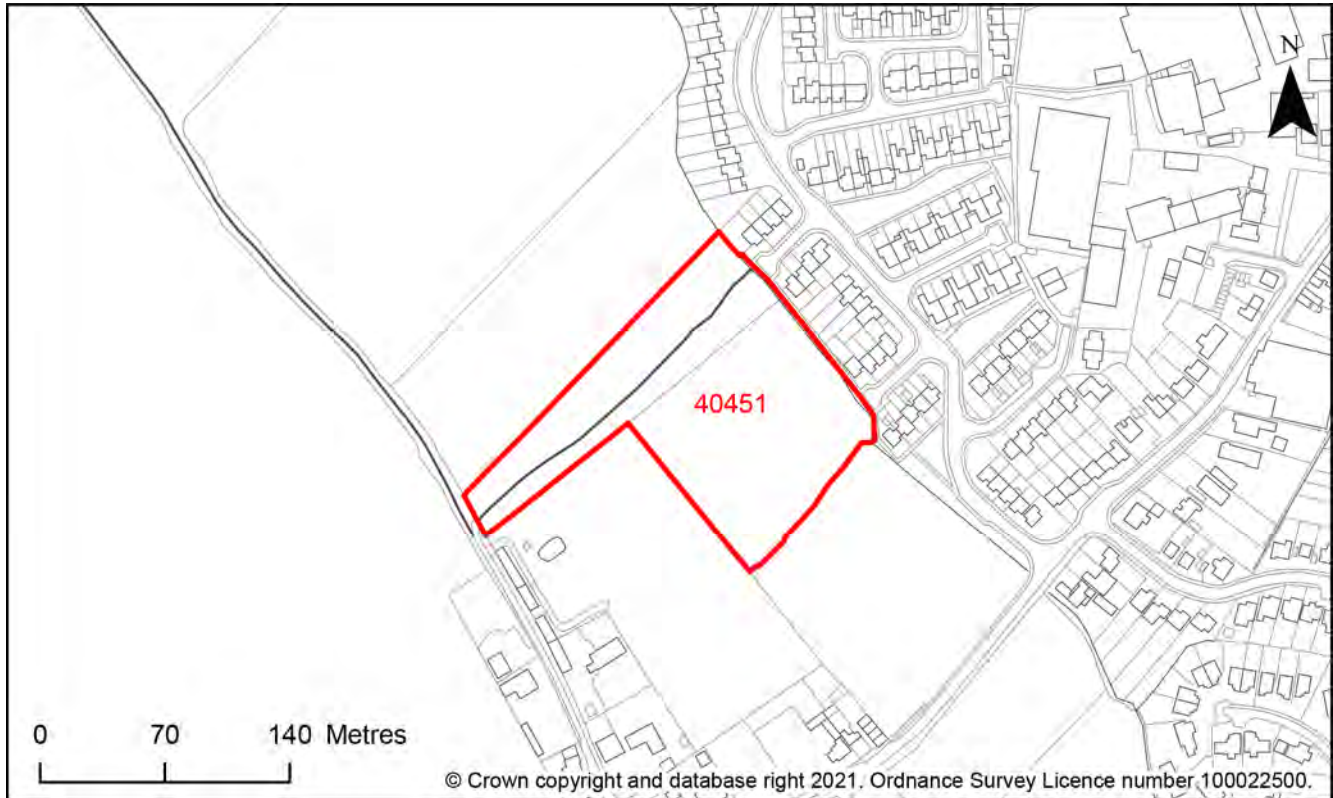 N
40451
0 70 140 Metres
© Crown copyright and database right 2021. Ordnance Survey Licence number 100022500.